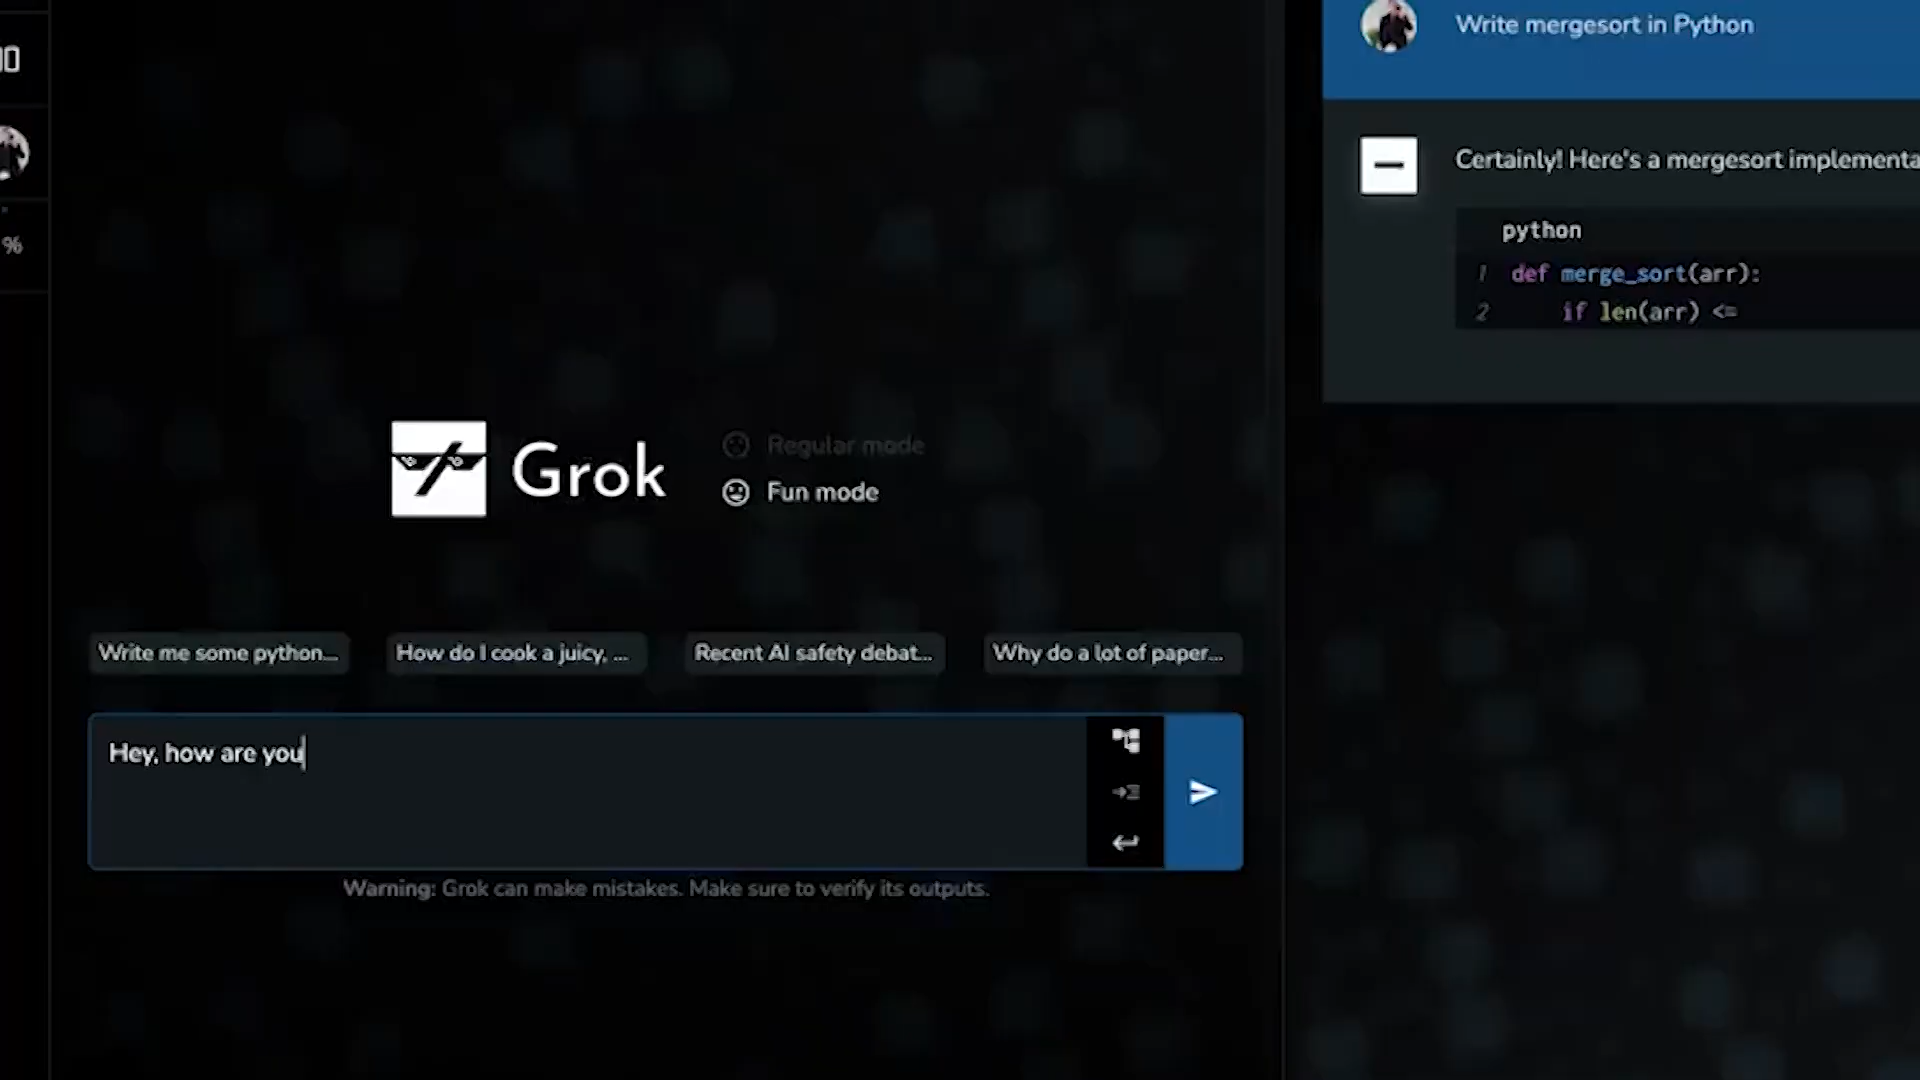 %
Grok
Regular mode
Fun mode
Write me some python...
How do I cook a juicy, ...
Recent AI safety debat...
Why do a lot of paper...
Hey, how are you
Warning: Grok can make mistakes. Make sure to verify its outputs.
Write mergesort in Python
Certainly! Here's a mergesort implementa
python
1 def merge_sort(arr):
2 if len(arr) <=